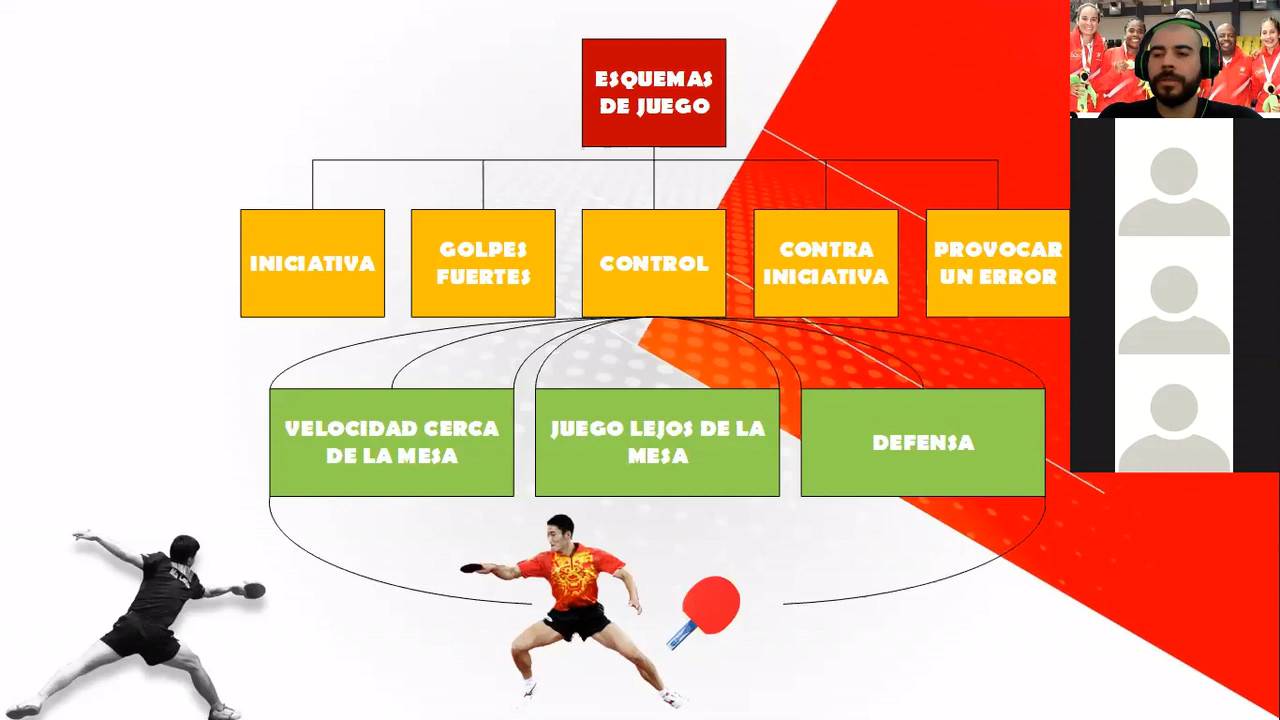 ESQUEMAS
DE JUEGO
INICIATIVA
GOLPES
FUERTES
CONTROL
CONTRA
INICIATIVA
PROVOCAR
UN ERROR
VELOCIDAD CERCA
DE LA MESA
JUEGO LEJOS DE LA
MESA
DEFENSA